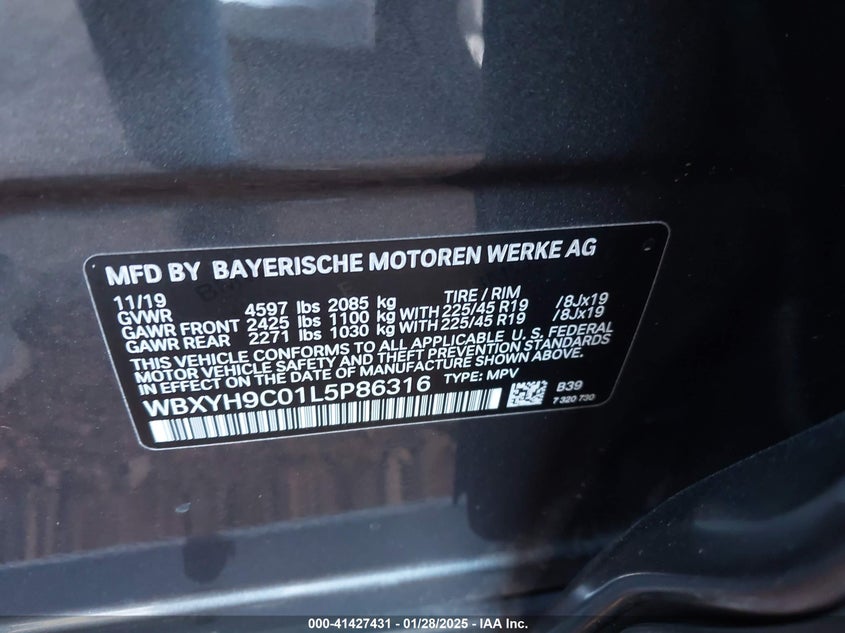 MFD BY BAYERISCHE MOTOREN WERKE AG
11/19 TIRE / RIM
GVWR 4597 lbs 2085 kg
GAWR FRONT 2425 lbs 1100 kg WITH 225/45 R19 /8Jx19
GAWR REAR 2271 lbs 1030 kg WITH 225/45 R19 /8Jx19
THIS VEHICLE CONFORMS TO ALL APPLICABLE U.S. FEDERAL
MOTOR VEHICLE SAFETY AND THEFT PREVENTION STANDARDS
IN EFFECT ON THE DATE OF MANUFACTURE SHOWN ABOVE.
WBXYH9C01L5P86316 TYPE: MPV B39
7 320 730
000-41427431 | 01/28/2025 | IAA Inc.